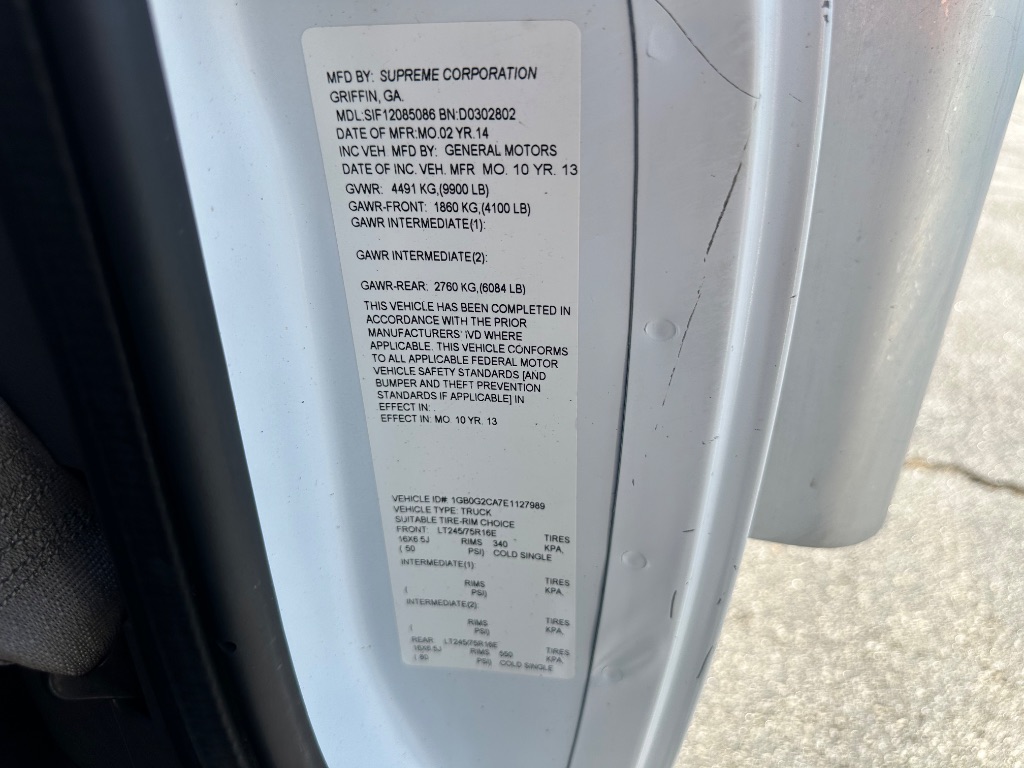 MFD BY: SUPREME CORPORATION
GRIFFIN, GA.
MDL:SIF12085086 BN:D0302802
DATE OF MFR:MO.02 YR.14
INC VEH. MFD BY: GENERAL MOTORS
DATE OF INC. VEH. MFR MO. 10 YR. 13
GVWR: 4491 KG,(9900 LB)
GAWR-FRONT: 1860 KG,(4100 LB)
GAWR INTERMEDIATE(1):
GAWR INTERMEDIATE(2):
GAWR-REAR: 2760 KG,(6084 LB)
THIS VEHICLE HAS BEEN COMPLETED IN
ACCORDANCE WITH THE PRIOR
MANUFACTURERS' IVD WHERE
APPLICABLE. THIS VEHICLE CONFORMS
TO ALL APPLICABLE FEDERAL MOTOR
VEHICLE SAFETY STANDARDS [AND
BUMPER AND THEFT PREVENTION
STANDARDS IF APPLICABLE] IN
EFFECT IN: .
EFFECT IN: MO. 10 YR. 13
VEHICLE ID# 1GB0G2CA7E1127989
VEHICLE TYPE: TRUCK
SUITABLE TIRE-RIM CHOICE
FRONT: LT245/75R16E TIRES
16X6.5J RIMS 340 KPA,
( 50 PSI) COLD SINGLE
INTERMEDIATE(1): TIRES
RIMS KPA,
( PSI)
INTERMEDIATE(2): TIRES
RIMS KPA,
( PSI)
REAR LT245/75R16E TIRES
16X6.5J RIMS 550 KPA,
( 80 PSI) COLD SINGLE